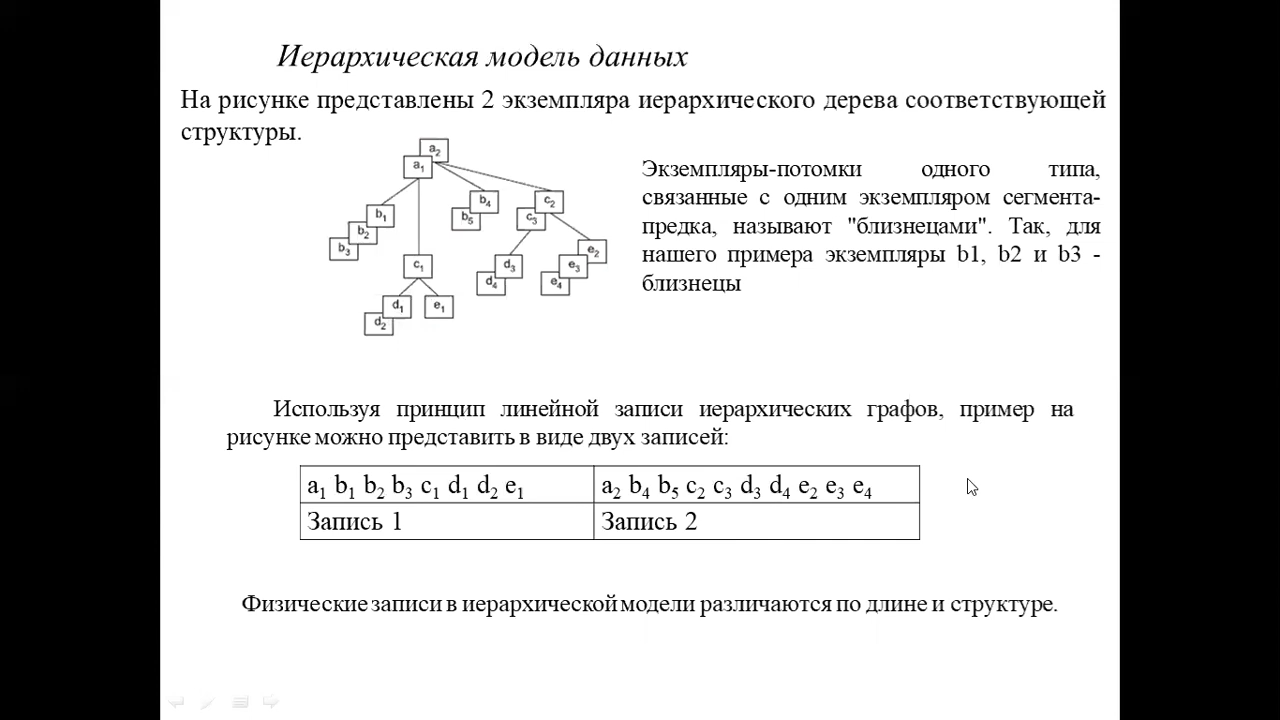 Иерархическая модель данных
На рисунке представлены 2 экземпляра иерархического дерева соответствующей
структуры.
a2
a1
b1
b2
b3
b4
b5
c2
c3
c1
d1
d2
e1
d3
d4
e2
e3
e4
Экземпляры-потомки одного типа,
связанные с одним экземпляром сегмента-
предка, называют "близнецами". Так, для
нашего примера экземпляры b1, b2 и b3 -
близнецы
Используя принцип линейной записи иерархических графов, пример на
рисунке можно представить в виде двух записей:
a1 b1 b2 b3 c1 d1 d2 e1
a2 b4 b5 c2 c3 d3 d4 e2 e3 e4
Запись 1
Запись 2
Физические записи в иерархической модели различаются по длине и структуре.